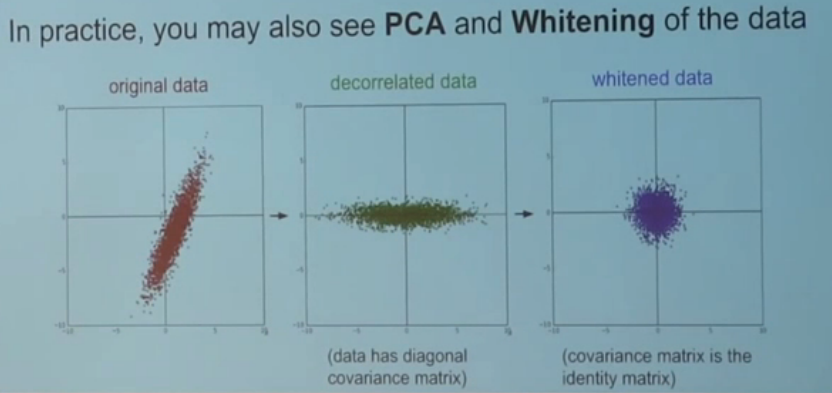 In practice, you may also see PCA and Whitening of the data
original data
decorrelated data
whitened data
(data has diagonal
covariance matrix)
(covariance matrix is the
identity matrix)